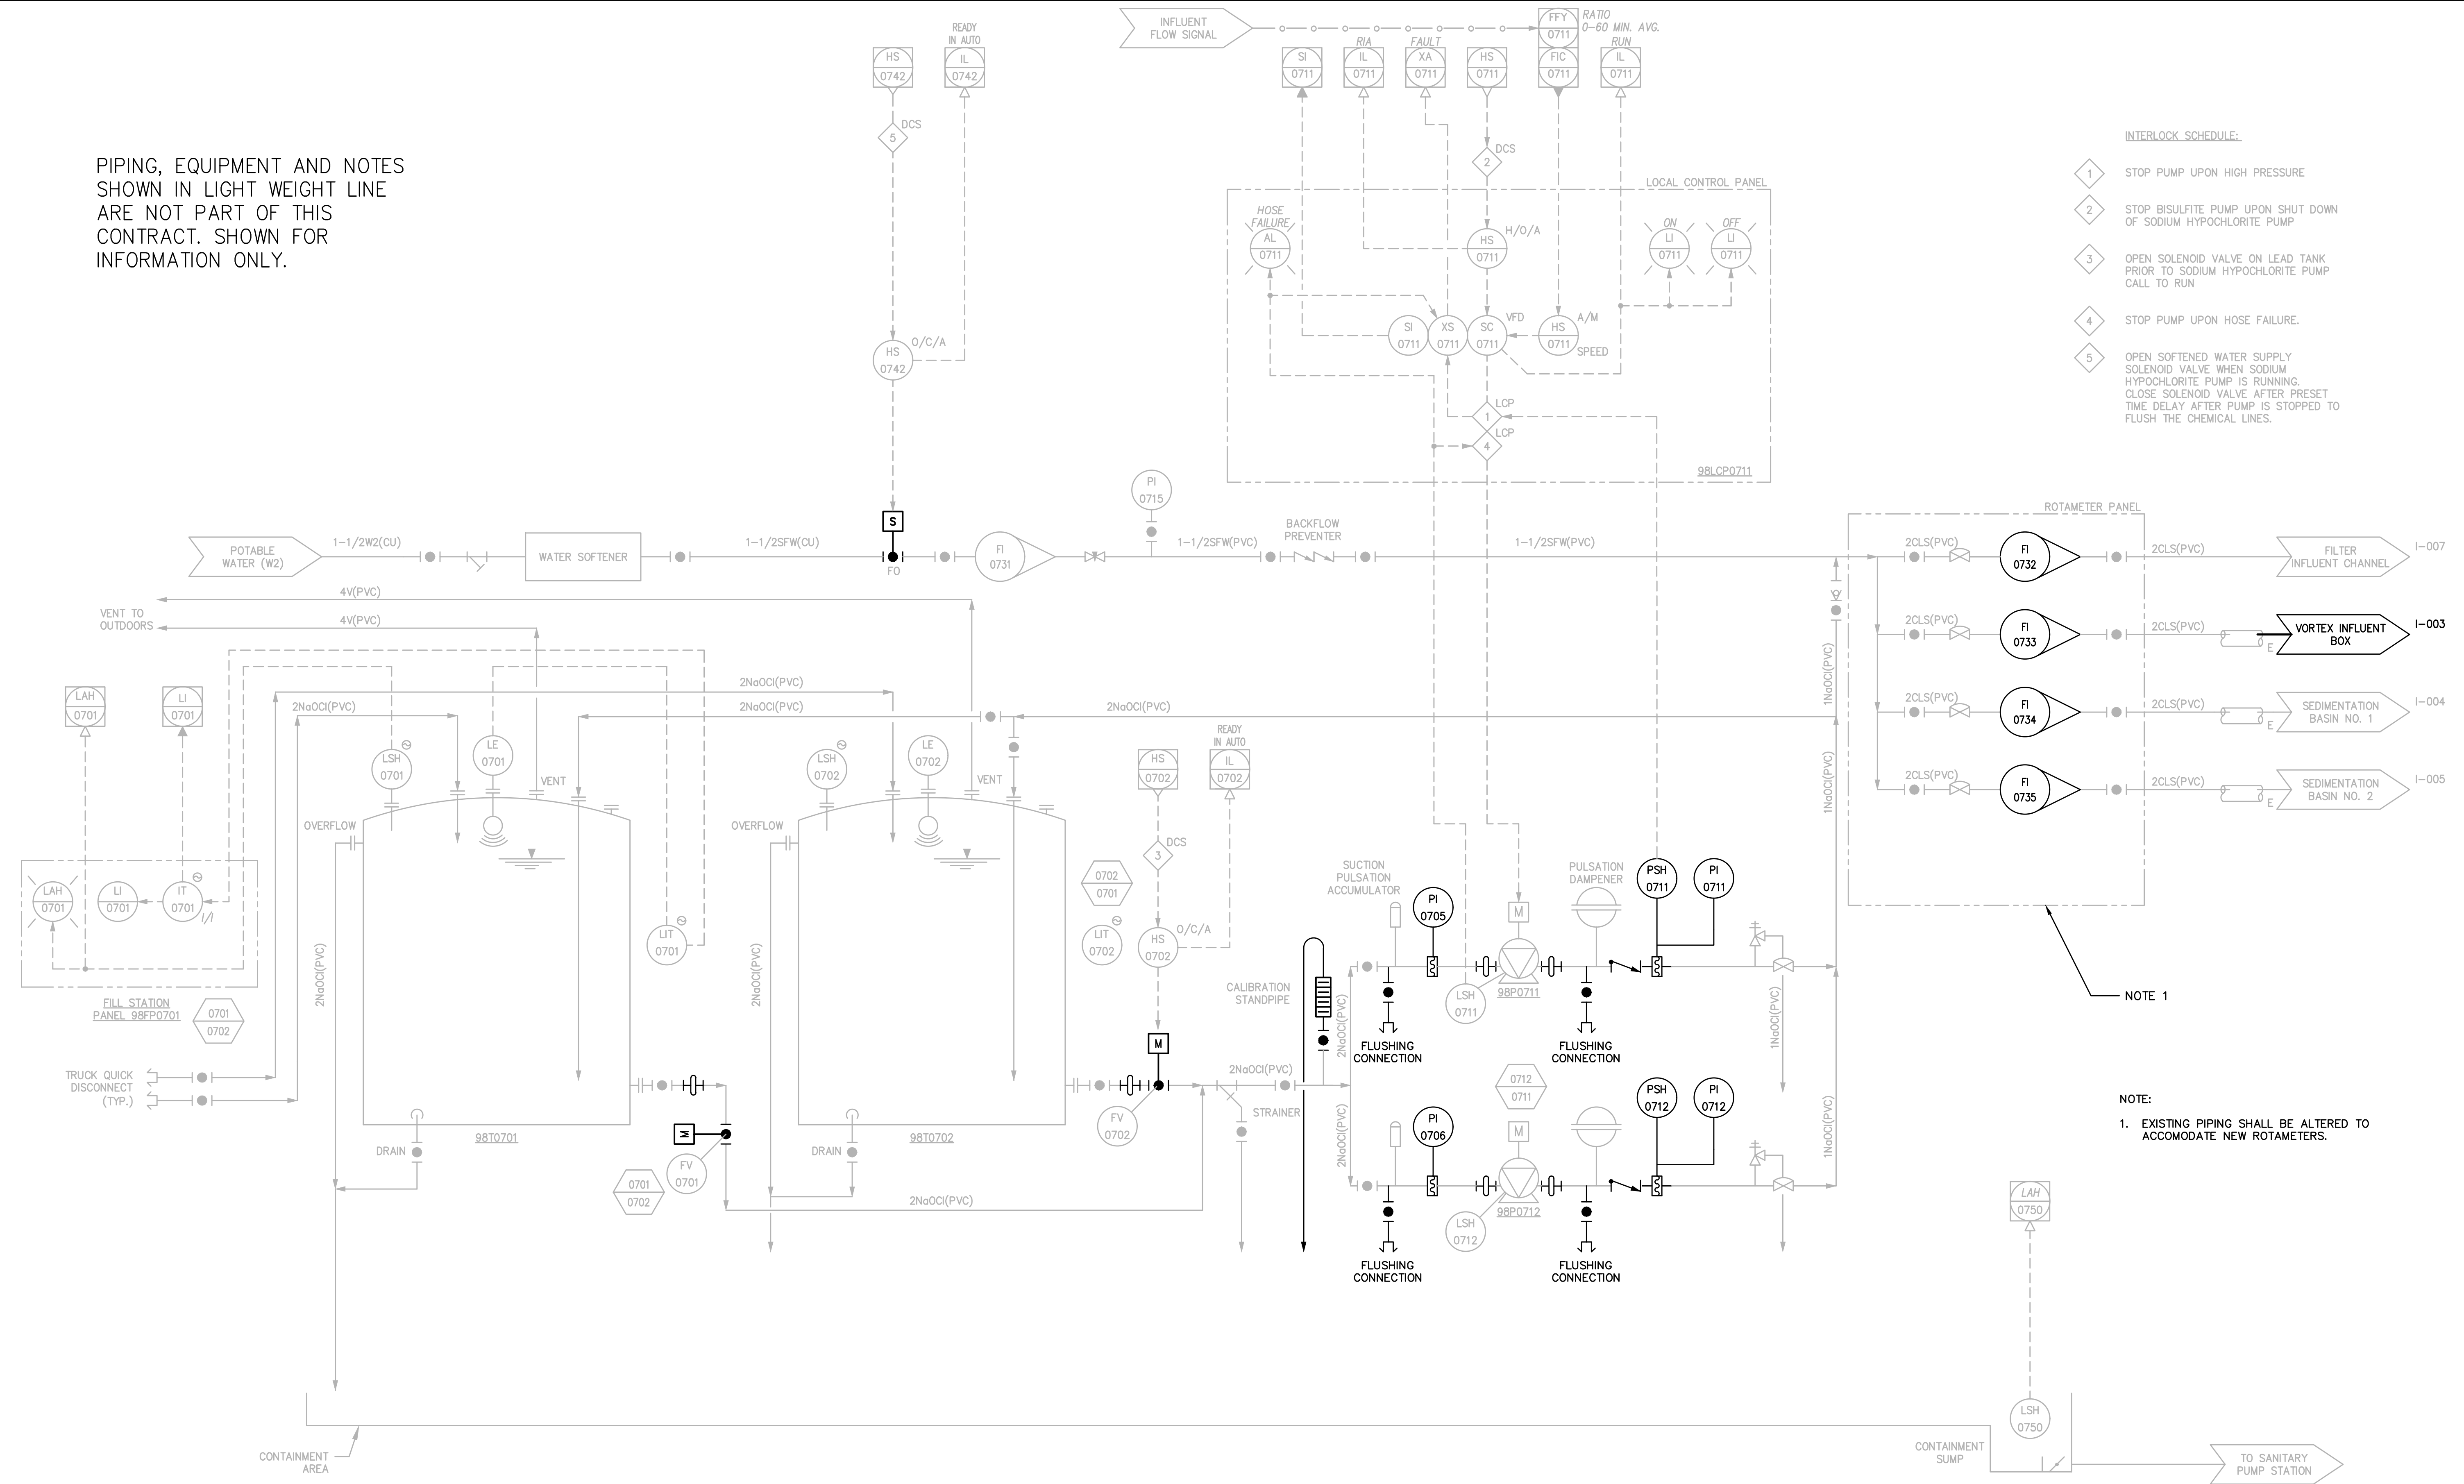 INFLUENT
FLOW SIGNAL
FFY
0711
RATIO
0-60 MIN. AVG.
READY
IN AUTO
HS
0742
IL
0742
SI
0711
RIA
IL
0711
FAULT
XA
0711
HS
0711
FIC
0711
RUN
IL
0711
5
DCS
2
DCS
PIPING, EQUIPMENT AND NOTES
SHOWN IN LIGHT WEIGHT LINE
ARE NOT PART OF THIS
CONTRACT. SHOWN FOR
INFORMATION ONLY.
INTERLOCK SCHEDULE:
1
STOP PUMP UPON HIGH PRESSURE
2
STOP BISULFITE PUMP UPON SHUT DOWN
OF SODIUM HYPOCHLORITE PUMP
3
OPEN SOLENOID VALVE ON LEAD TANK
PRIOR TO SODIUM HYPOCHLORITE PUMP
CALL TO RUN
4
STOP PUMP UPON HOSE FAILURE.
5
OPEN SOFTENED WATER SUPPLY
SOLENOID VALVE WHEN SODIUM
HYPOCHLORITE PUMP IS RUNNING.
CLOSE SOLENOID VALVE AFTER PRESET
TIME DELAY AFTER PUMP IS STOPPED TO
FLUSH THE CHEMICAL LINES.
LOCAL CONTROL PANEL
HOSE
FAILURE
AL
0711
HS
0711
H/O/A
ON
LI
0711
OFF
LI
0711
HS
0742
O/C/A
SI
0711
XS
0711
SC
0711
VFD
HS
0711
A/M
SPEED
1
LCP
4
LCP
98LCP0711
PI
0715
POTABLE
WATER (W2)
1-1/2W2(CU)
WATER SOFTENER
1-1/2SFW(CU)
S
FO
FI
0731
1-1/2SFW(PVC)
BACKFLOW
PREVENTER
1-1/2SFW(PVC)
ROTAMETER PANEL
2CLS(PVC)
FI
0732
2CLS(PVC)
FILTER
INFLUENT CHANNEL
I-007
2CLS(PVC)
FI
0733
2CLS(PVC)
E
VORTEX INFLUENT
BOX
I-003
2CLS(PVC)
FI
0734
2CLS(PVC)
E
SEDIMENTATION
BASIN NO. 1
I-004
2CLS(PVC)
FI
0735
2CLS(PVC)
E
SEDIMENTATION
BASIN NO. 2
I-005
NOTE 1
VENT TO
OUTDOORS
4V(PVC)
4V(PVC)
LAH
0701
LI
0701
2NaOCl(PVC)
2NaOCl(PVC)
2NaOCl(PVC)
2NaOCl(PVC)
1NaOCl(PVC)
1NaOCl(PVC)
LSH
0701
LE
0701
VENT
LSH
0702
LE
0702
VENT
HS
0702
READY
IN AUTO
IL
0702
OVERFLOW
OVERFLOW
3
DCS
LAH
0701
LI
0701
IT
0701
I/I
FILL STATION
PANEL 98FP0701
0701
0702
2NaOCl(PVC)
LIT
0701
2NaOCl(PVC)
0702
0701
LIT
0702
HS
0702
O/C/A
SUCTION
PULSATION
ACCUMULATOR
PI
0705
M
PULSATION
DAMPENER
PSH
0711
PI
0711
CALIBRATION
STANDPIPE
2NaOCl(PVC)
LSH
0711
98P0711
FLUSHING
CONNECTION
FLUSHING
CONNECTION
1NaOCl(PVC)
TRUCK QUICK
DISCONNECT
(TYP.)
M
M
FV
0701
FV
0702
2NaOCl(PVC)
STRAINER
DRAIN
98T0701
DRAIN
98T0702
0701
0702
2NaOCl(PVC)
2NaOCl(PVC)
PI
0706
0712
0711
M
PSH
0712
PI
0712
LSH
0712
98P0712
1NaOCl(PVC)
FLUSHING
CONNECTION
FLUSHING
CONNECTION
NOTE:
1. EXISTING PIPING SHALL BE ALTERED TO
ACCOMODATE NEW ROTAMETERS.
LAH
0750
LSH
0750
CONTAINMENT
AREA
CONTAINMENT
SUMP
TO SANITARY
PUMP STATION